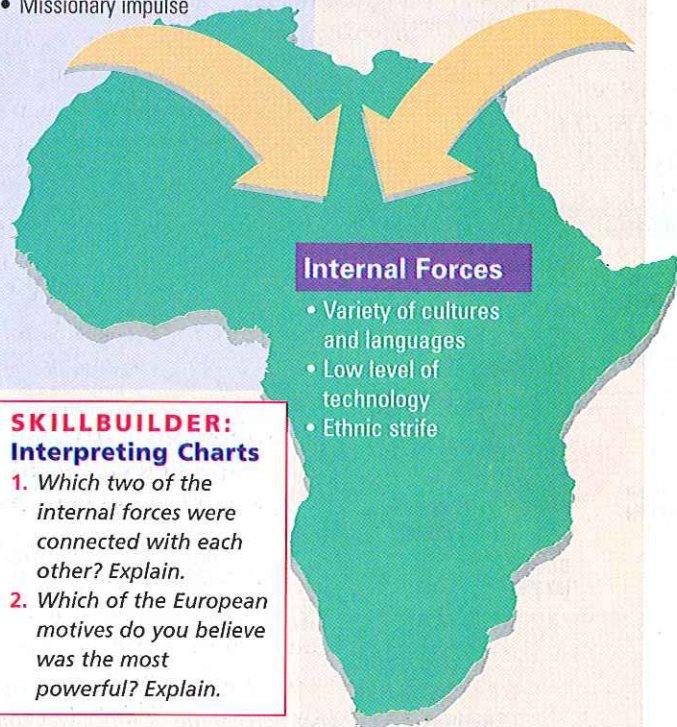 • Missionary impulse
Internal Forces
• Variety of cultures
and languages
• Low level of
technology
• Ethnic strife
SKILLBUILDER:
Interpreting Charts
1. Which two of the
internal forces were
connected with each
other? Explain.
2. Which of the European
motives do you believe
was the most
powerful? Explain.